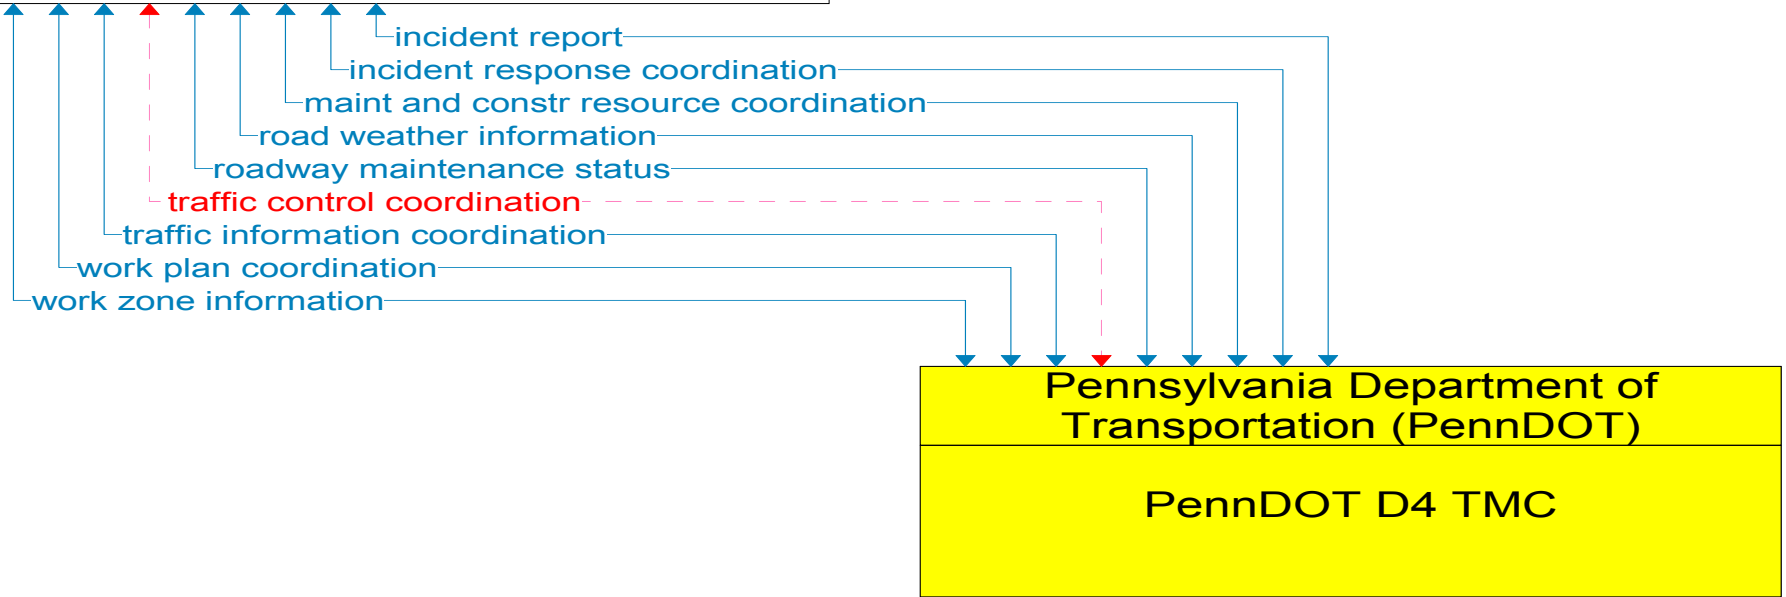 incident report
incident response coordination
maint and constr resource coordination
road weather information
roadway maintenance status
traffic control coordination
traffic information coordination
work plan coordination
work zone information
Pennsylvania Department of
Transportation (PennDOT)
PennDOT D4 TMC